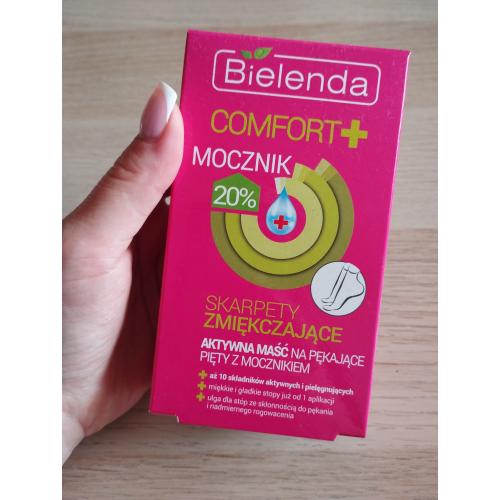 Bielenda
COMFORT+
MOCZNIK
20%
SKARPETY
ZMIĘKCZAJĄCE
AKTYWNA MAŚĆ NA PĘKAJĄCE
PIĘTY Z MOCZNIKIEM
+ aż 10 składników aktywnych i pielęgnujących
+ miękkie i gładkie stopy już od 1 aplikacji
+ ulga dla stóp ze skłonnością do pękania
i nadmiernego rogowacenia